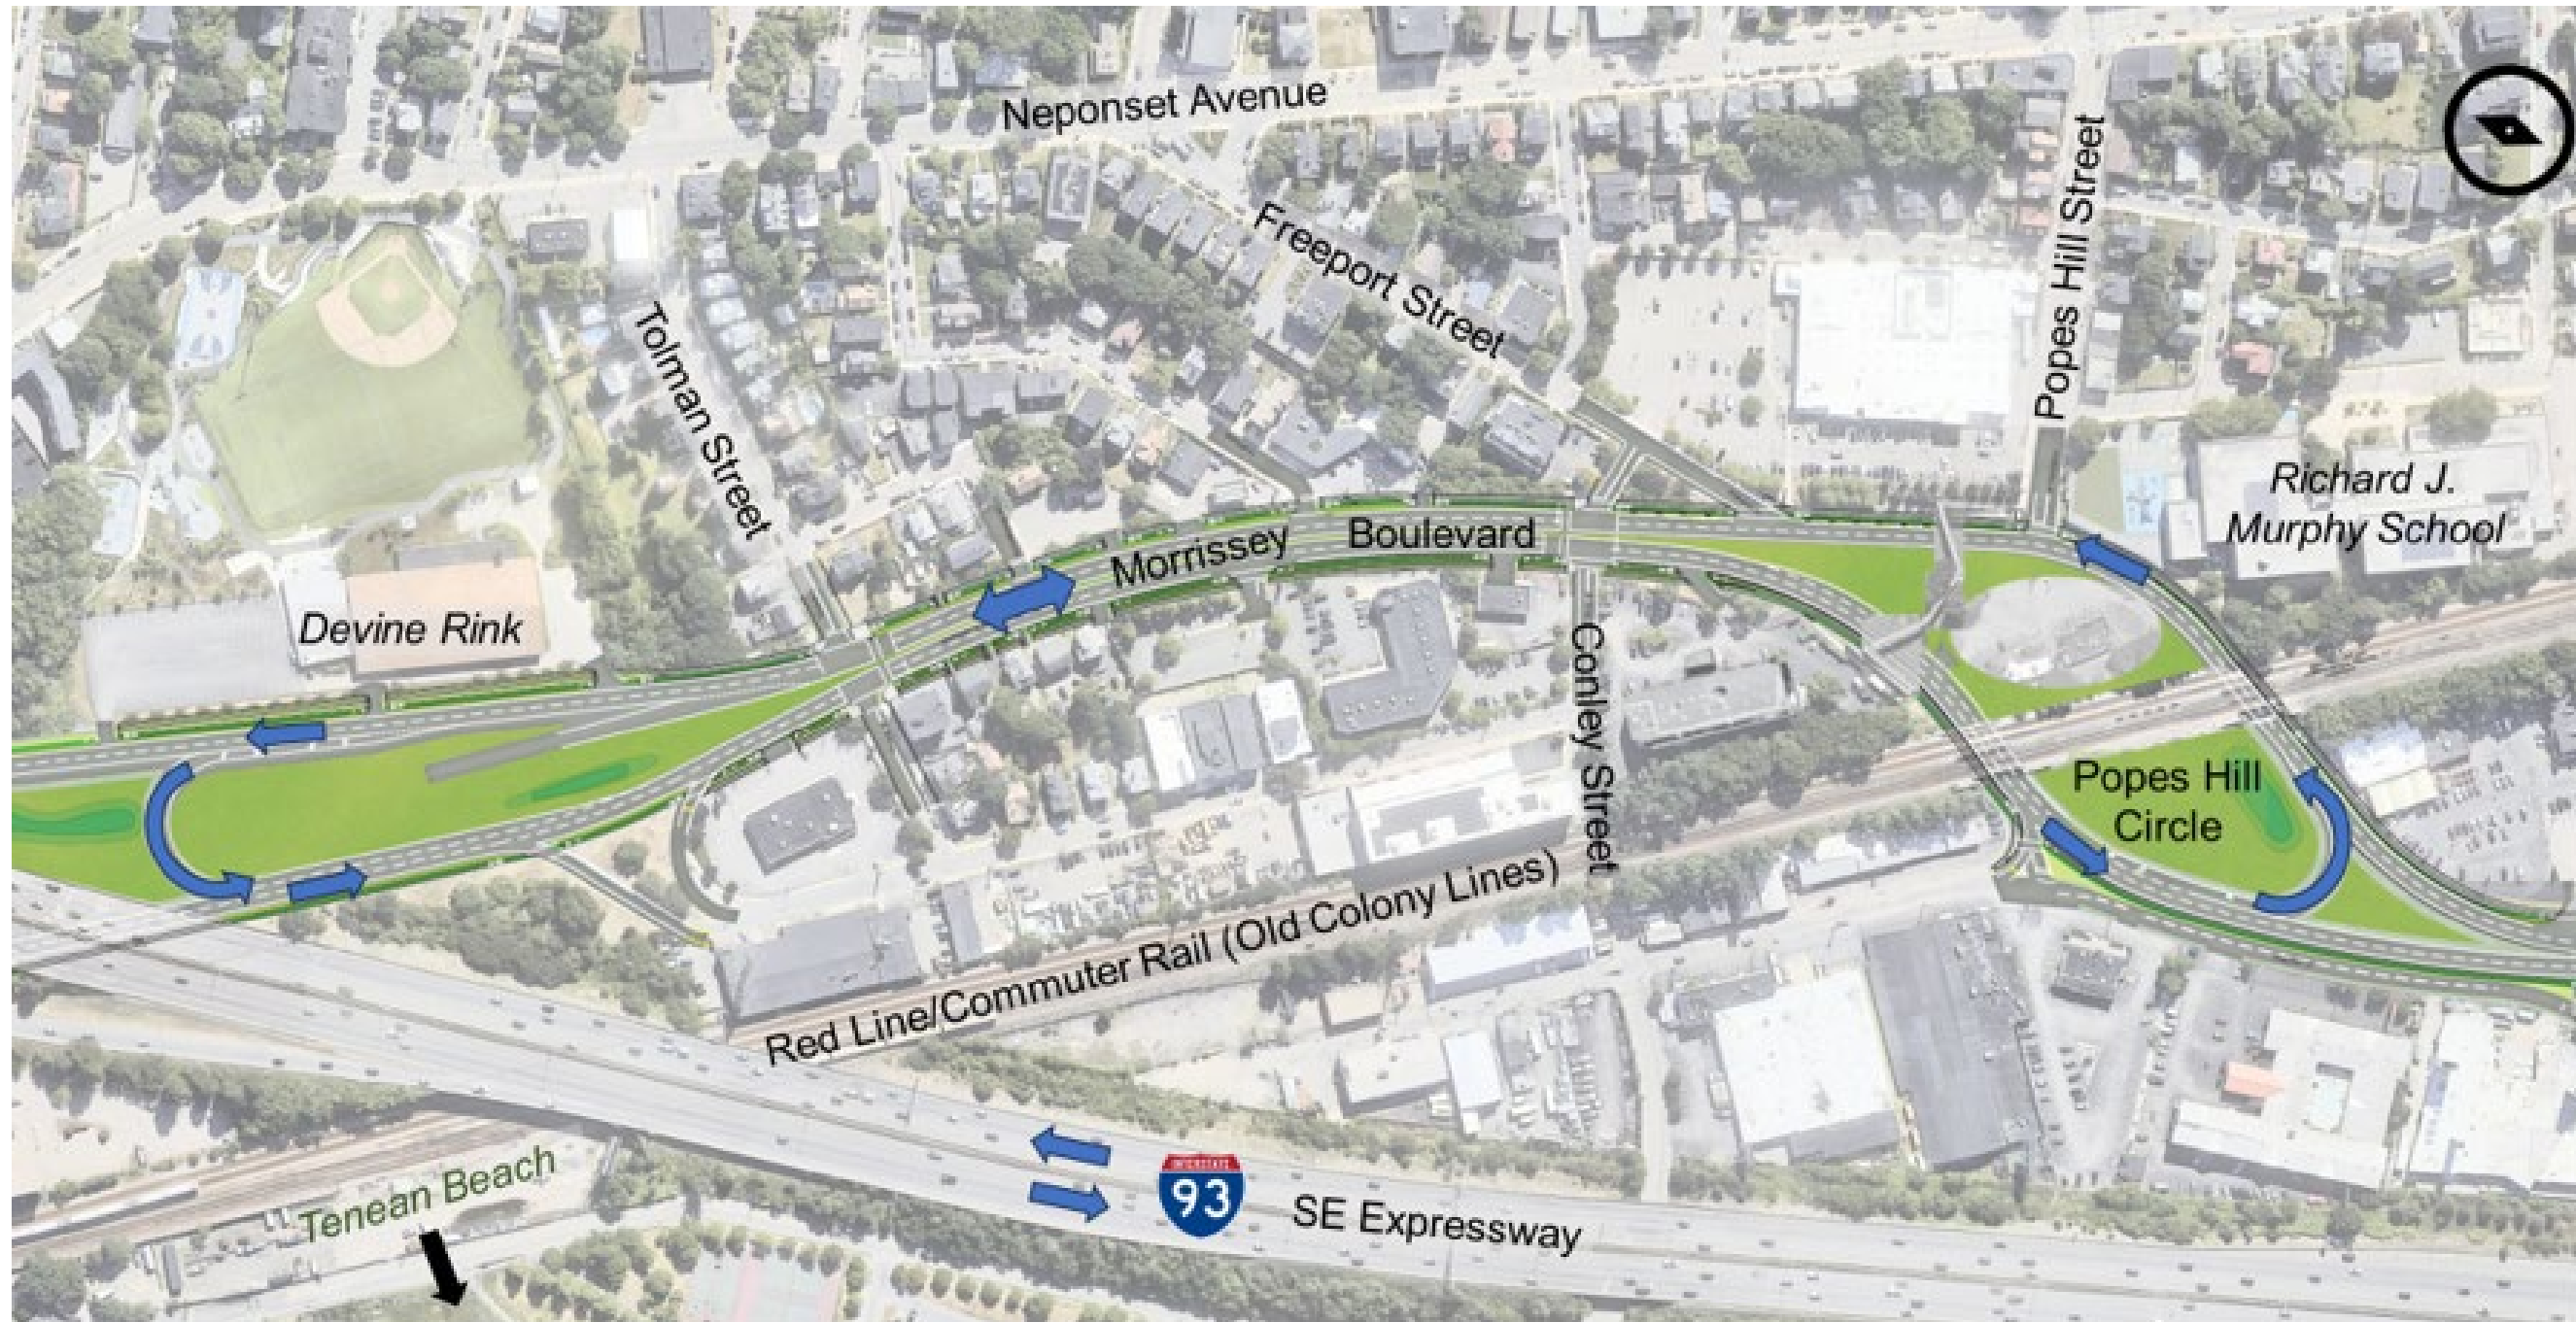 Neponset Avenue
Popes Hill Street
Freeport Street
Tolman Street
Richard J.
Murphy School
Morrissey Boulevard
Devine Rink
Conley Street
Popes Hill
Circle
Red Line/Commuter Rail (Old Colony Lines)
Tenean Beach
INTERSTATE
93
SE Expressway